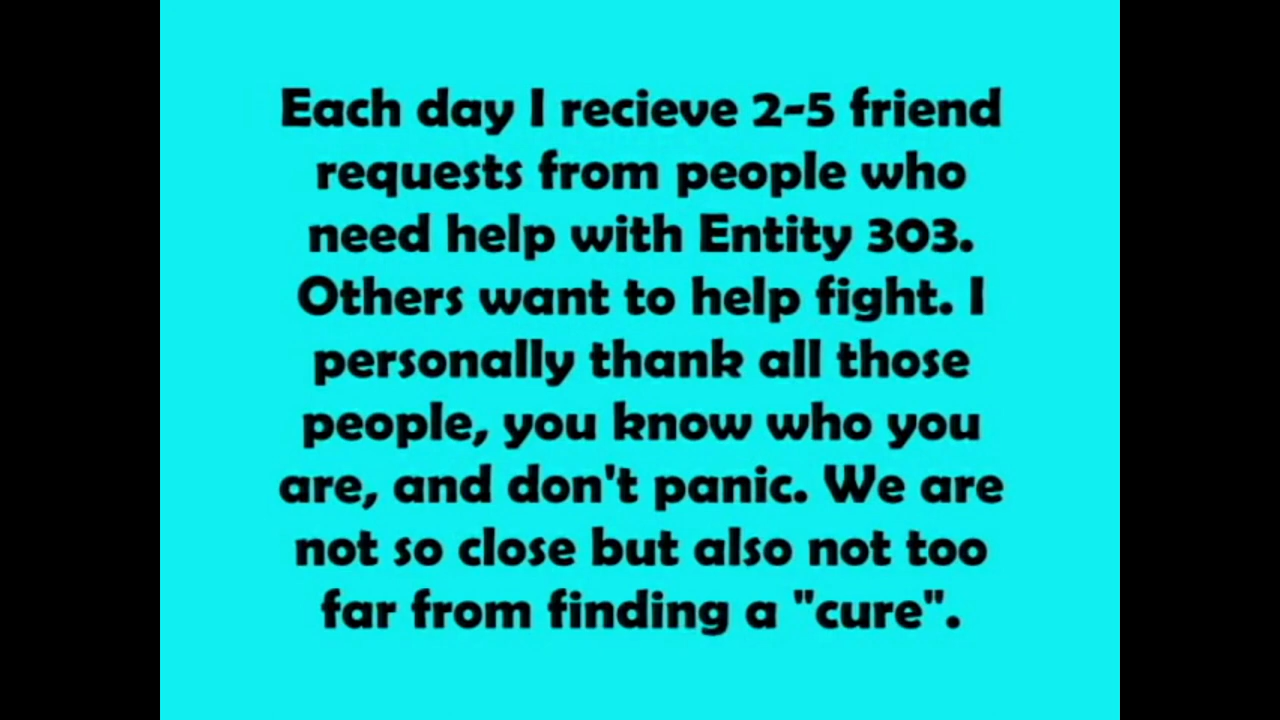 Each day I recieve 2-5 friend
requests from people who
need help with Entity 303.
Others want to help fight. I
personally thank all those
people, you know who you
are, and don't panic. We are
not so close but also not too
far from finding a "cure".